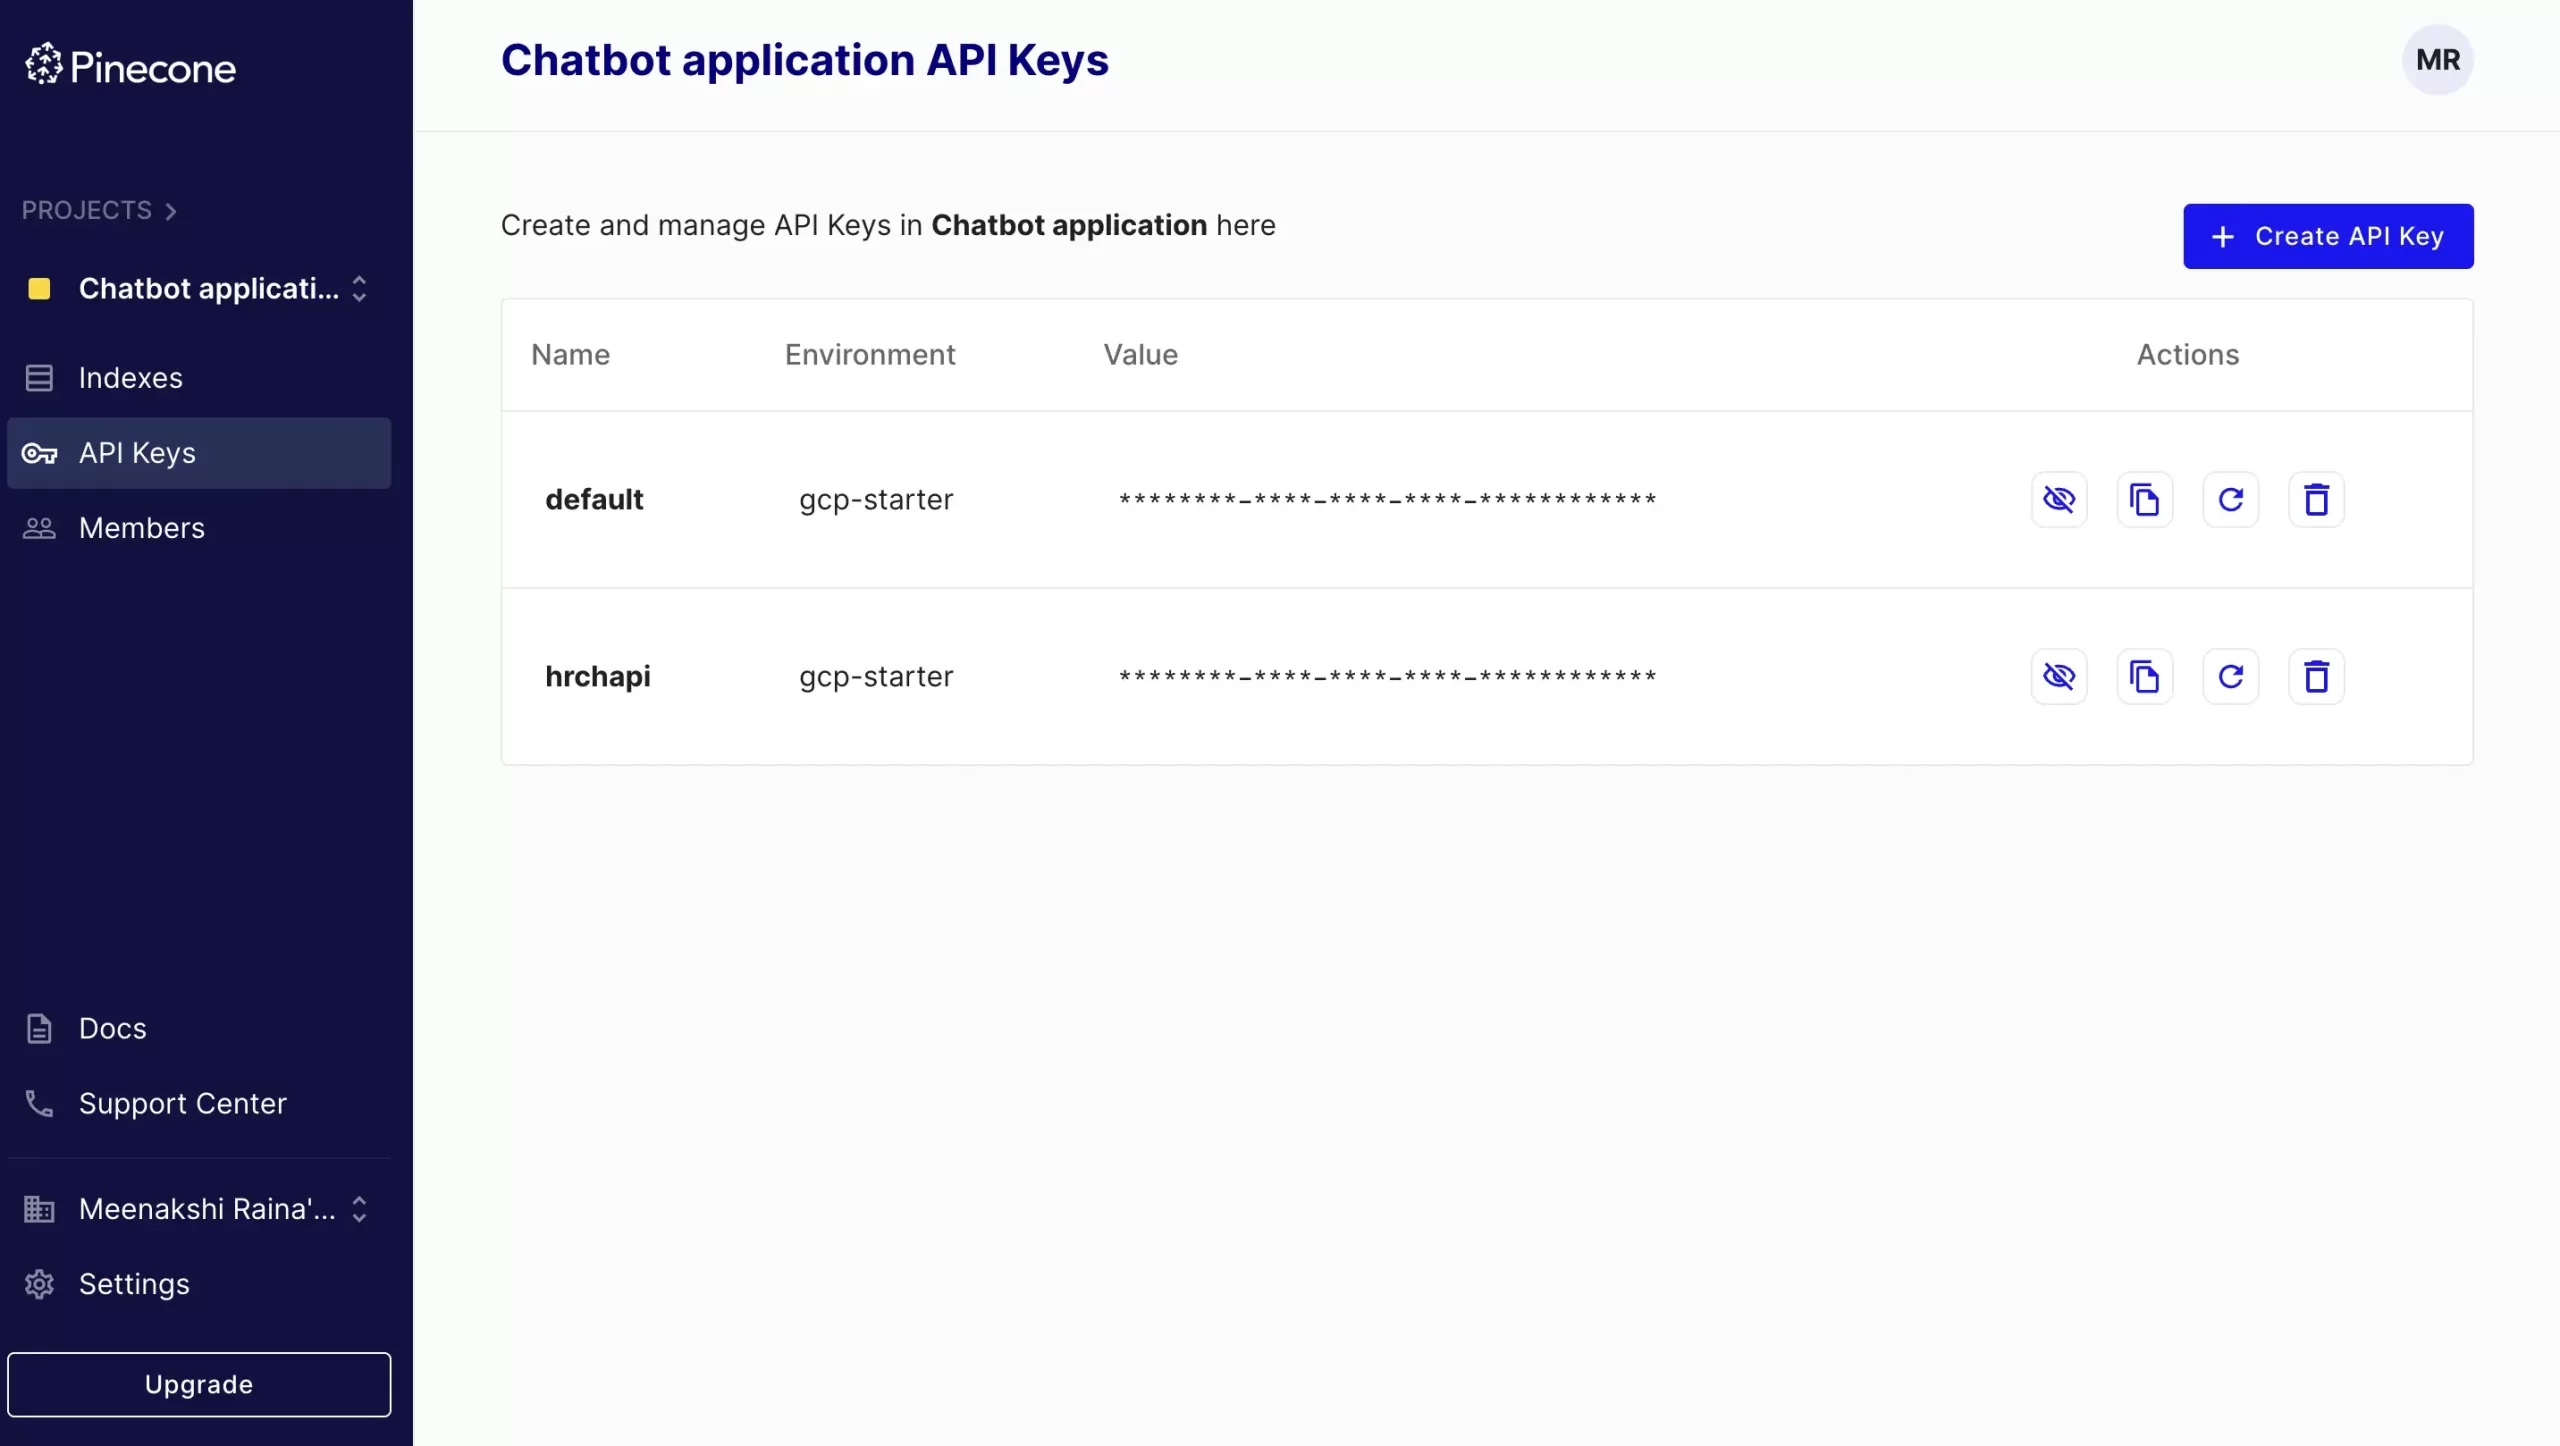 Pinecone
PROJECTS
Chatbot applicati...
Indexes
API Keys
Members
Docs
Support Center
Meenakshi Raina'...
Settings
Upgrade
Chatbot application API Keys
MR
Create and manage API Keys in Chatbot application here
+ Create API Key
Name Environment Value Actions
default gcp-starter ********-****-****-****-************
hrchapi gcp-starter ********-****-****-****-************